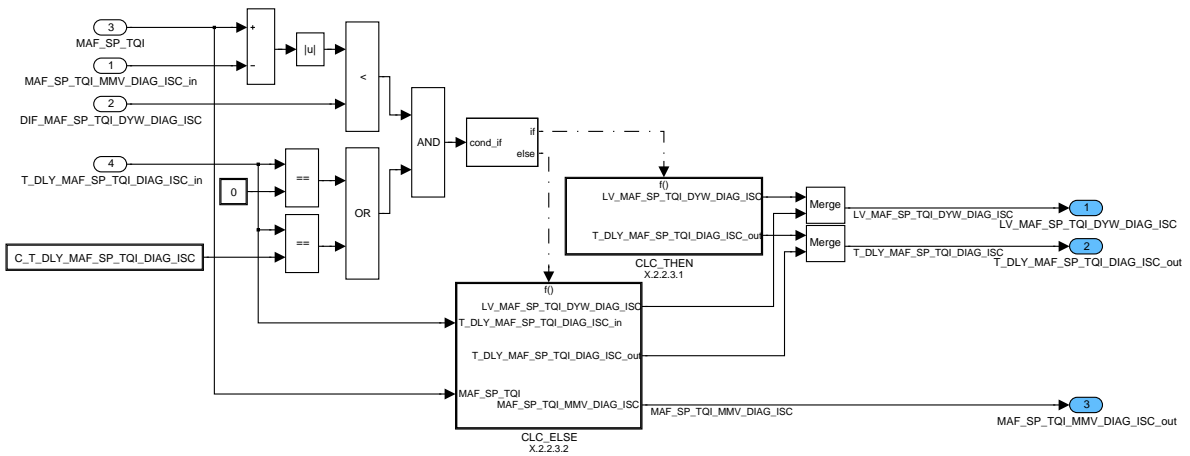 3
MAF_SP_TQI
1
MAF_SP_TQI_MMV_DIAG_ISC_in
2
DIF_MAF_SP_TQI_DYW_DIAG_ISC
4
T_DLY_MAF_SP_TQI_DIAG_ISC_in
0
C_T_DLY_MAF_SP_TQI_DIAG_ISC
+
−
|u|
<
==
==
OR
AND
cond_if
if
else
f()
LV_MAF_SP_TQI_DYW_DIAG_ISC
T_DLY_MAF_SP_TQI_DIAG_ISC_out
CLC_THEN
X.2.2.3.1
f()
LV_MAF_SP_TQI_DYW_DIAG_ISC
T_DLY_MAF_SP_TQI_DIAG_ISC_in
T_DLY_MAF_SP_TQI_DIAG_ISC_out
MAF_SP_TQI
MAF_SP_TQI_MMV_DIAG_ISC
CLC_ELSE
X.2.2.3.2
Merge
LV_MAF_SP_TQI_DYW_DIAG_ISC
1
LV_MAF_SP_TQI_DYW_DIAG_ISC
Merge
T_DLY_MAF_SP_TQI_DIAG_ISC
2
T_DLY_MAF_SP_TQI_DIAG_ISC_out
MAF_SP_TQI_MMV_DIAG_ISC
3
MAF_SP_TQI_MMV_DIAG_ISC_out